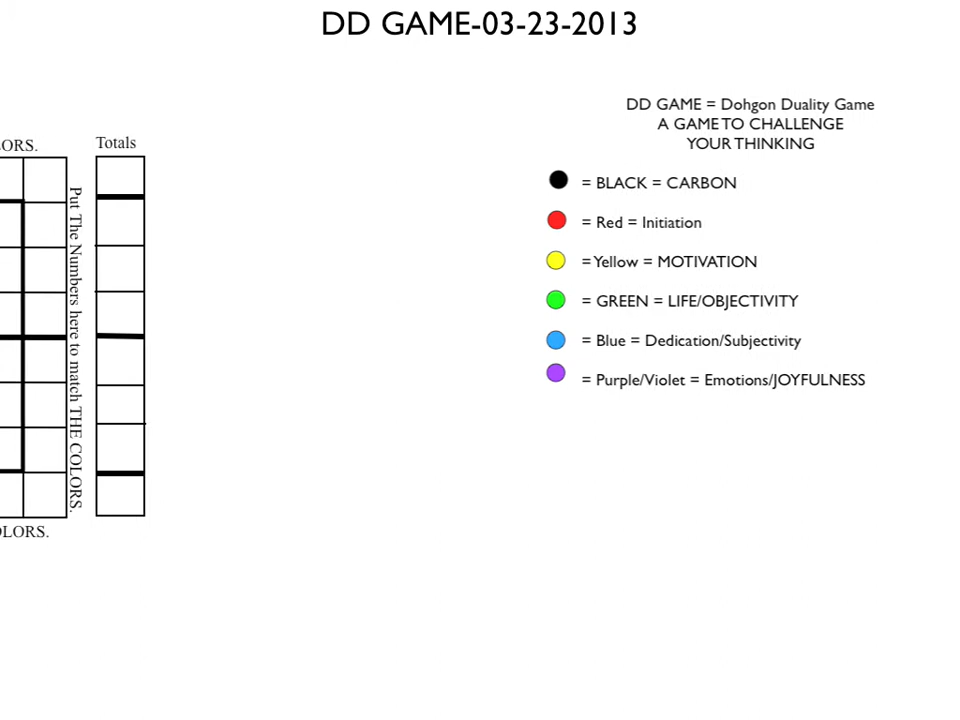 DD GAME-03-23-2013
DD GAME = Dohgon Duality Game
A GAME TO CHALLENGE
YOUR THINKING
ORS.
Totals
Put The Numbers here to match THE COLORS.
= BLACK = CARBON
= Red = Initiation
= Yellow = MOTIVATION
= GREEN = LIFE/OBJECTIVITY
= Blue = Dedication/Subjectivity
= Purple/Violet = Emotions/JOYFULNESS
OLORS.